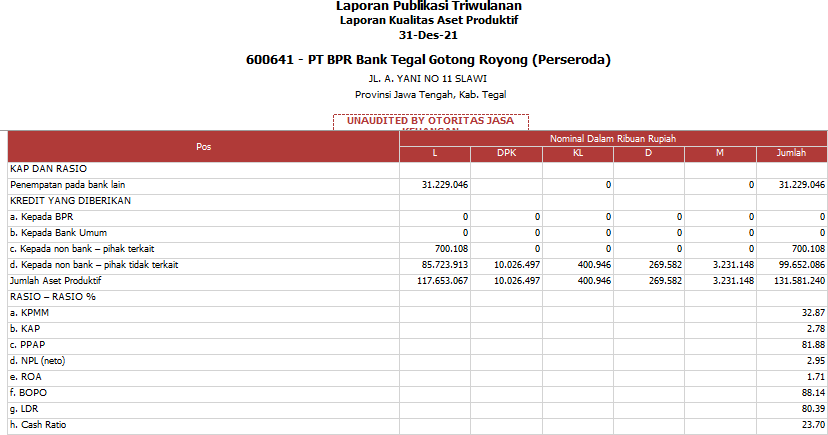 Laporan Publikasi Triwulanan
Laporan Kualitas Aset Produktif
31-Des-21
600641 - PT BPR Bank Tegal Gotong Royong (Perseroda)
JL. A. YANI NO 11 SLAWI
Provinsi Jawa Tengah, Kab. Tegal
UNAUDITED BY OTORITAS JASA
KEUANGAN
Pos Nominal Dalam Ribuan Rupiah
L DPK KL D M Jumlah
KAP DAN RASIO
Penempatan pada bank lain 31.229.046 0 0 31.229.046
KREDIT YANG DIBERIKAN
a. Kepada BPR 0 0 0 0 0 0
b. Kepada Bank Umum 0 0 0 0 0 0
c. Kepada non bank – pihak terkait 700.108 0 0 0 0 700.108
d. Kepada non bank – pihak tidak terkait 85.723.913 10.026.497 400.946 269.582 3.231.148 99.652.086
Jumlah Aset Produktif 117.653.067 10.026.497 400.946 269.582 3.231.148 131.581.240
RASIO – RASIO %
a. KPMM 32.87
b. KAP 2.78
c. PPAP 81.88
d. NPL (neto) 2.95
e. ROA 1.71
f. BOPO 88.14
g. LDR 80.39
h. Cash Ratio 23.70